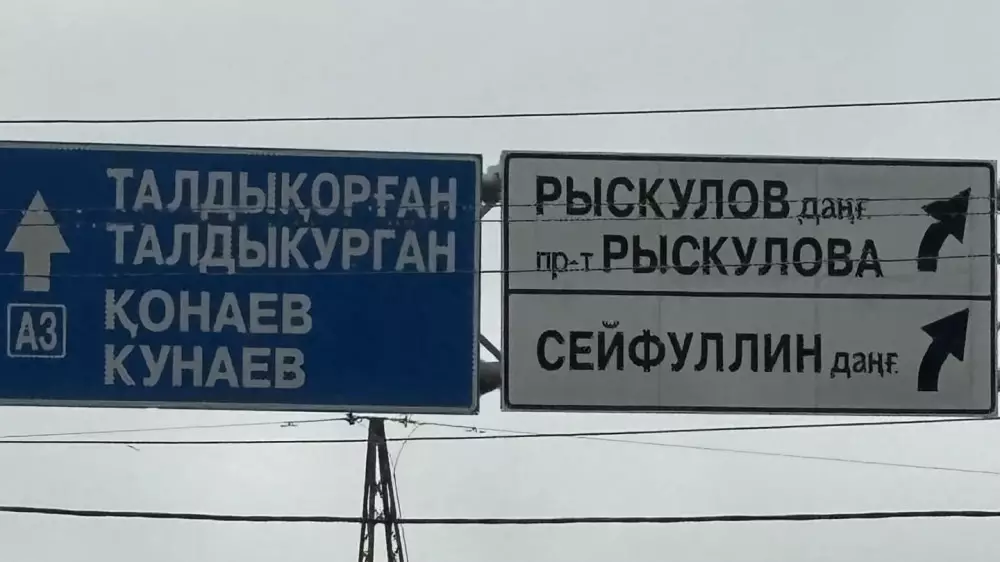 ТАЛДЫҚОРҒАН
ТАЛДЫКУРГАН
ҚОНАЕВ
КУНАЕВ
А3
РЫСКУЛОВ даңғ.
пр-т РЫСКУЛОВА
СЕЙФУЛЛИН даңғ.